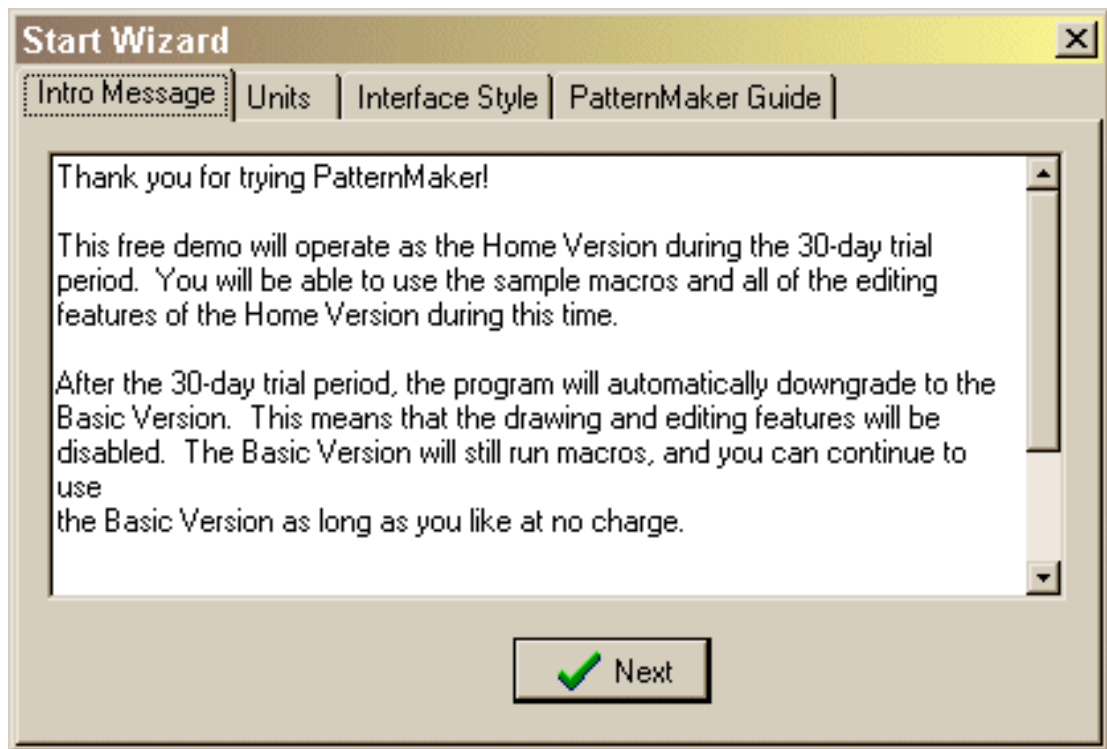 Start Wizard
Intro Message Units Interface Style PatternMaker Guide
Thank you for trying PatternMaker!
This free demo will operate as the Home Version during the 30-day trial
period.  You will be able to use the sample macros and all of the editing
features of the Home Version during this time.
After the 30-day trial period, the program will automatically downgrade to the
Basic Version.  This means that the drawing and editing features will be
disabled.  The Basic Version will still run macros, and you can continue to
use
the Basic Version as long as you like at no charge.
Next